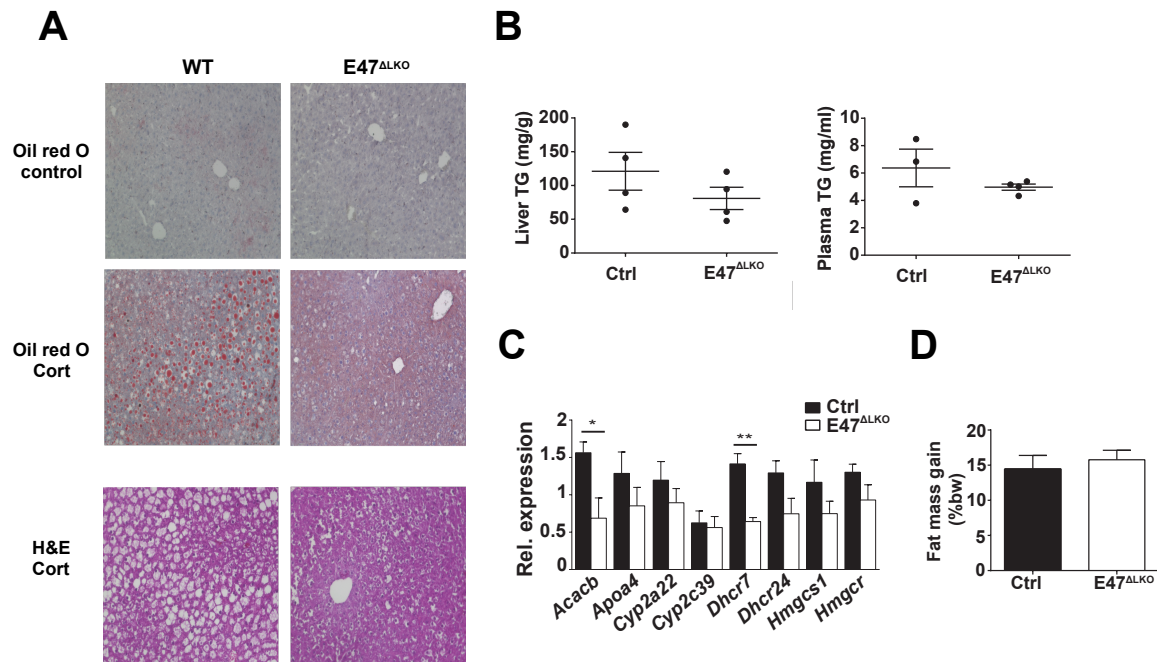 A
WT
E47ΔLKO
Oil red O
control
Oil red O
Cort
H&E
Cort
B
Liver TG (mg/g)
200
150
100
50
0
Ctrl
E47ΔLKO
Plasma TG (mg/ml)
10
8
6
4
2
0
Ctrl
E47ΔLKO
C
Rel. expression
2
1.5
1
0.5
0
*
**
Ctrl
E47ΔLKO
Acacb
Apoa4
Cyp2a22
Cyp2c39
Dhcr7
Dhcr24
Hmgcs1
Hmgcr
D
Fat mass gain
(%bw)
20
15
10
5
0
Ctrl
E47ΔLKO